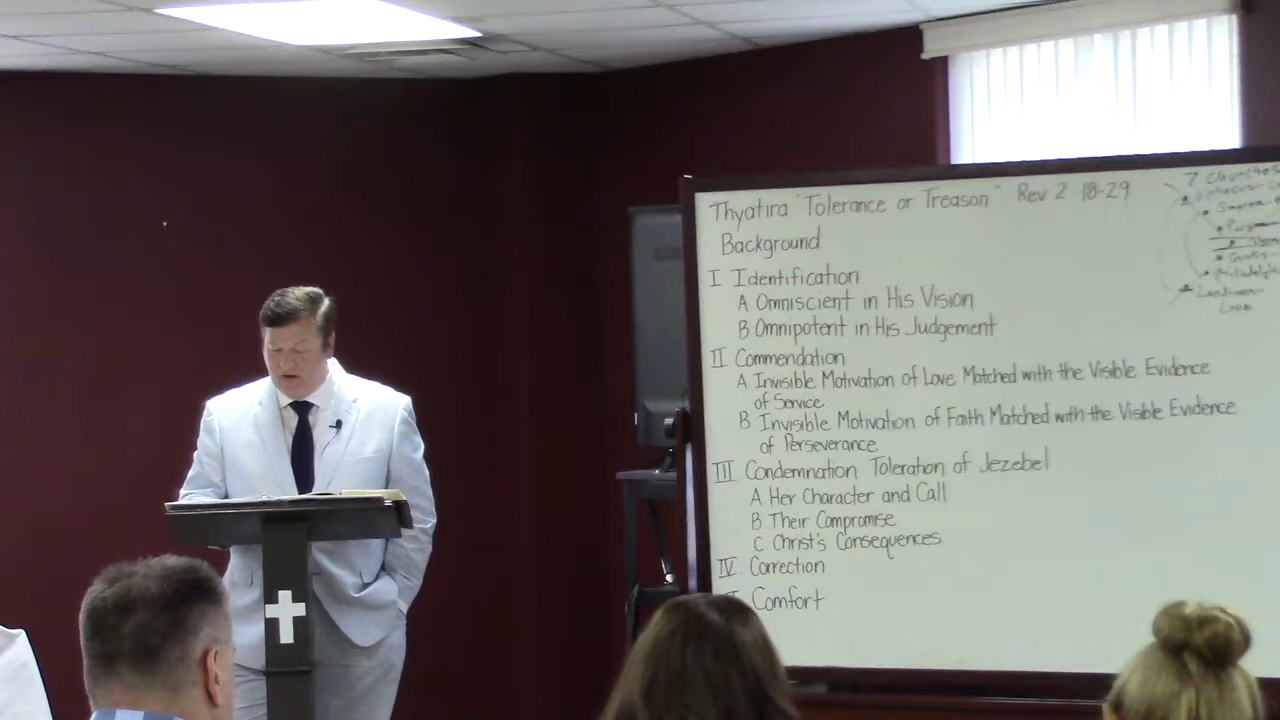 Thyatira "Tolerance or Treason" Rev 2 18-29
Background
I Identification
A Omniscient in His Vision
B Omnipotent in His Judgement
II Commendation
A Invisible Motivation of Love Matched with the Visible Evidence
of Service
B Invisible Motivation of Faith Matched with the Visible Evidence
of Perseverance
III Condemnation Toleration of Jezebel
A Her Character and Call
B Their Compromise
C Christ's Consequences
IV. Correction
Comfort
7 Churches
Smyrna
Philadelphia